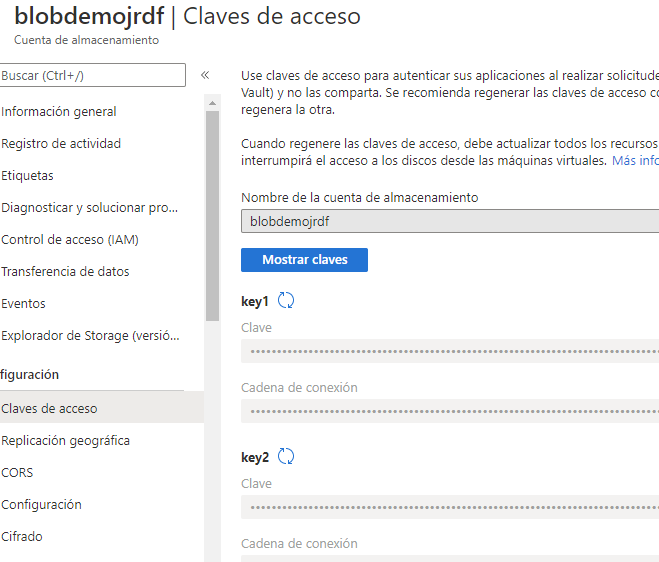 blobdemojrdf | Claves de acceso
Cuenta de almacenamiento
Buscar (Ctrl+/)
«
Información general
Registro de actividad
Etiquetas
Diagnosticar y solucionar pro...
Control de acceso (IAM)
Transferencia de datos
Eventos
Explorador de Storage (versió...
figuración
Claves de acceso
Replicación geográfica
CORS
Configuración
Cifrado
Use claves de acceso para autenticar sus aplicaciones al realizar solicitude
Vault) y no las comparta. Se recomienda regenerar las claves de acceso co
regenera la otra.
Cuando regenere las claves de acceso, debe actualizar todos los recursos
interrumpirá el acceso a los discos desde las máquinas virtuales. Más info
Nombre de la cuenta de almacenamiento
blobdemojrdf
Mostrar claves
key1
Clave
Cadena de conexión
key2
Clave
Cadena de conexión